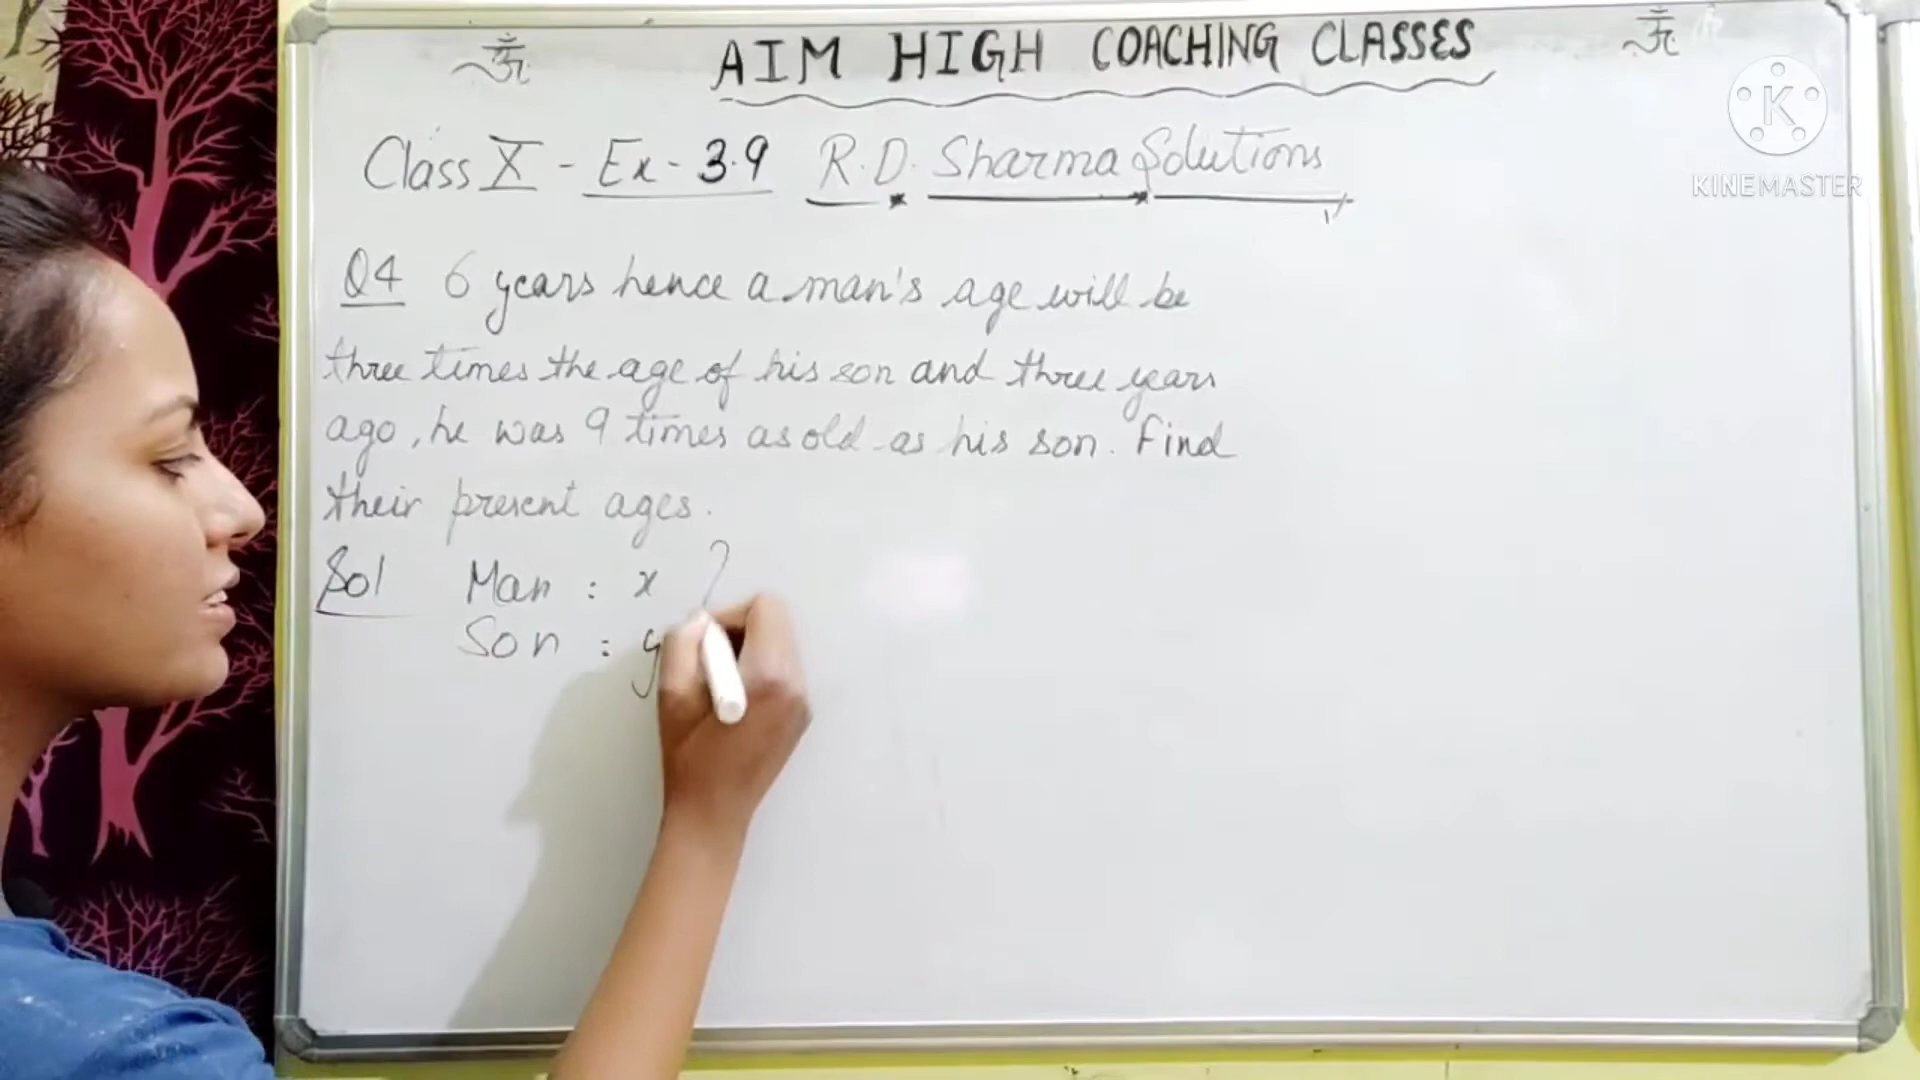 ॐ AIM HIGH COACHING CLASSES ॐ
K
KINEMASTER
Class X - Ex - 3.9 R.D. Sharma Solutions
Q4 6 years hence a man's age will be
three times the age of his son and three years
ago, he was 9 times as old as his son. Find
their present ages.
Sol Man : x
Son : y